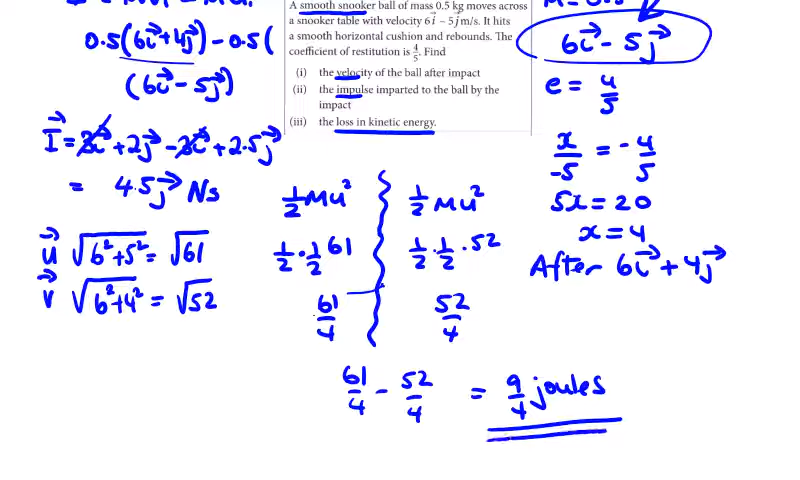 A smooth snooker ball of mass 0.5 kg moves across
a snooker table with velocity 6i⃗ − 5j⃗ m/s. It hits
a smooth horizontal cushion and rebounds. The
coefficient of restitution is 4/5. Find
(i) the velocity of the ball after impact
(ii) the impulse imparted to the ball by the
impact
(iii) the loss in kinetic energy.
0.5(6i⃗+4j⃗) − 0.5(
(6i⃗−5j⃗)
I⃗ = 3i⃗+2j⃗−3i⃗+2.5j⃗
= 4.5j⃗ Ns
u⃗ √(6²+5²) = √61
v⃗ √(6²+4²) = √52
½Mu²
½·½ 61
61/4
½Mu²
½·½·52
52/4
61/4 − 52/4 = 9/4 joules
6i⃗ − 5j⃗
e = 4/5
x/−5 = −4/5
5x = 20
x = 4
After 6i⃗ + 4j⃗